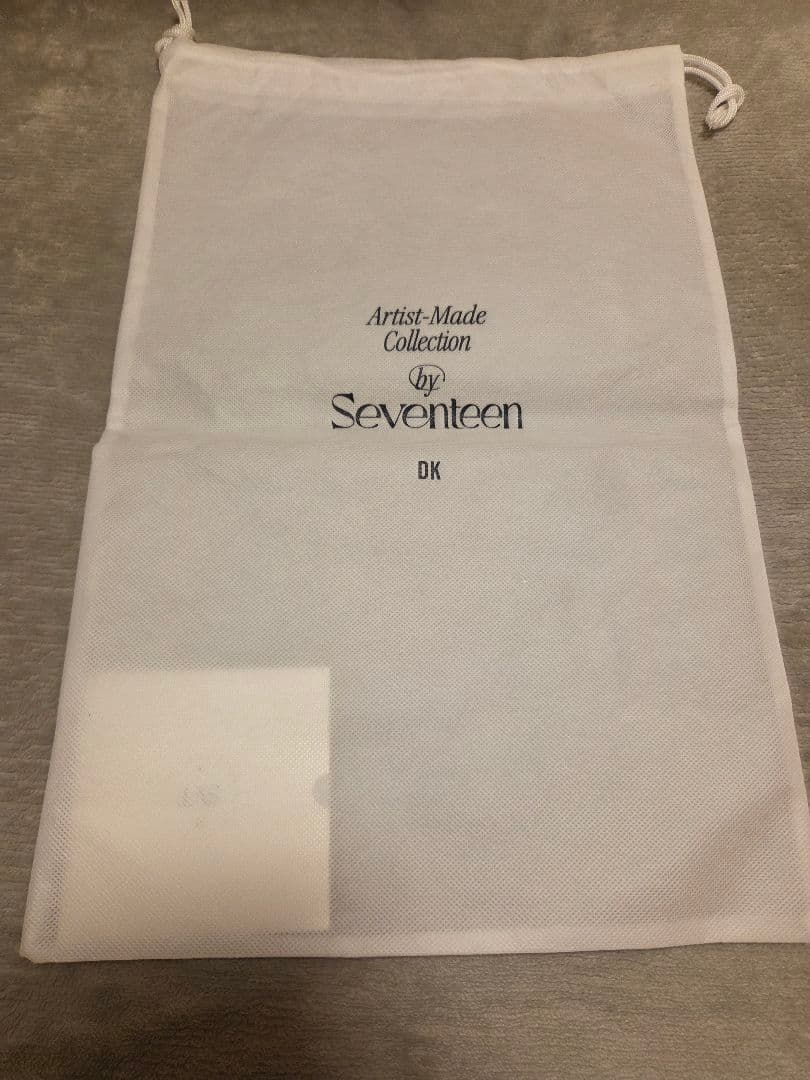 Artist-Made
Collection
by
Seventeen
DK